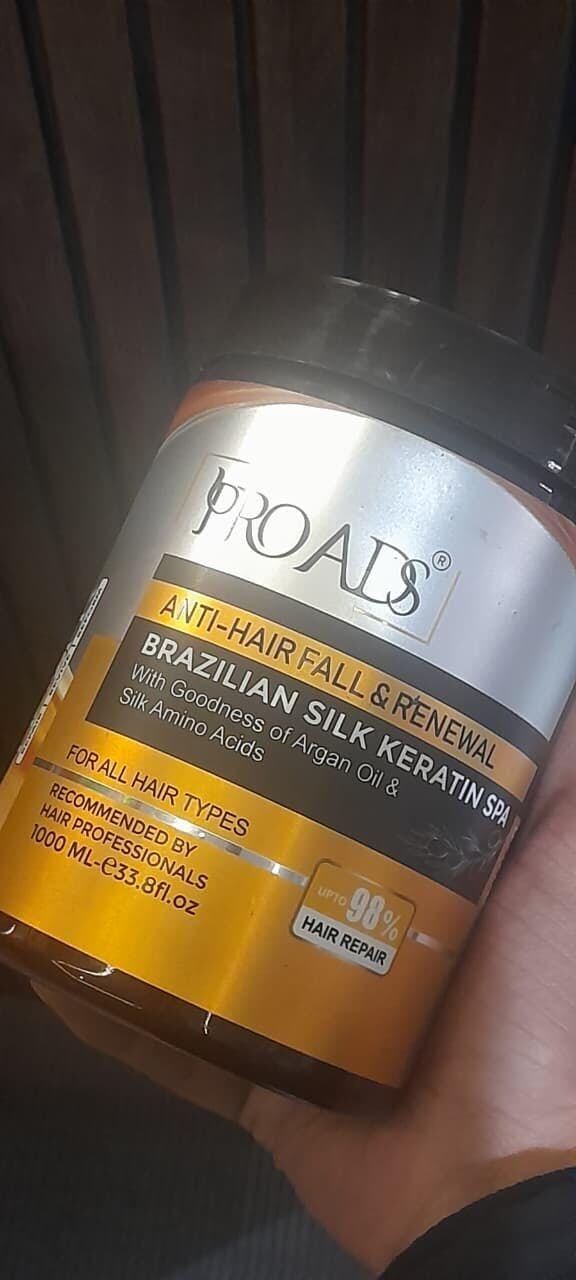 PROADS®
ANTI-HAIR FALL & RENEWAL
BRAZILIAN SILK KERATIN SPA
With Goodness of Argan Oil &
Silk Amino Acids
FOR ALL HAIR TYPES
RECOMMENDED BY
HAIR PROFESSIONALS
1000 ML-℮33.8fl.oz
UPTO 98%
HAIR REPAIR